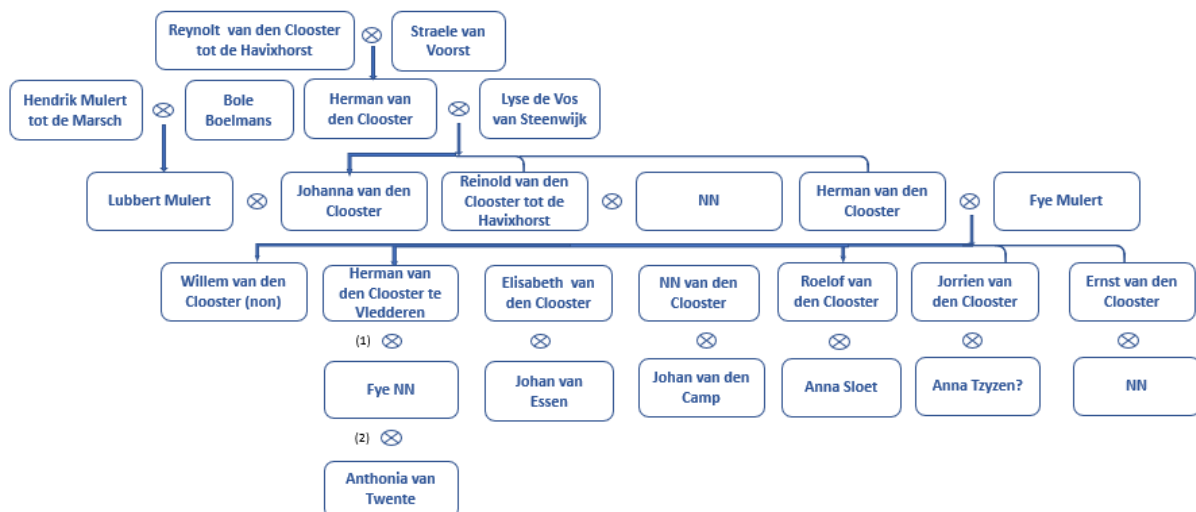 Reynolt van den Clooster
tot de Havixhorst
Straele van
Voorst
Hendrik Mulert
tot de Marsch
Bole
Boelmans
Herman van
den Clooster
Lyse de Vos
van Steenwijk
Lubbert Mulert
Johanna van den
Clooster
Reinold van den
Clooster tot de
Havixhorst
NN
Herman van den
Clooster
Fye Mulert
Willem van den
Clooster (non)
Herman van
den Clooster te
Vledderen
Elisabeth van
den Clooster
NN van den
Clooster
Roelof van
den Clooster
Jorrien van
den Clooster
Ernst van den
Clooster
(1)
Fye NN
Johan van
Essen
Johan van den
Camp
Anna Sloet
Anna Tzyzen?
NN
(2)
Anthonia van
Twente